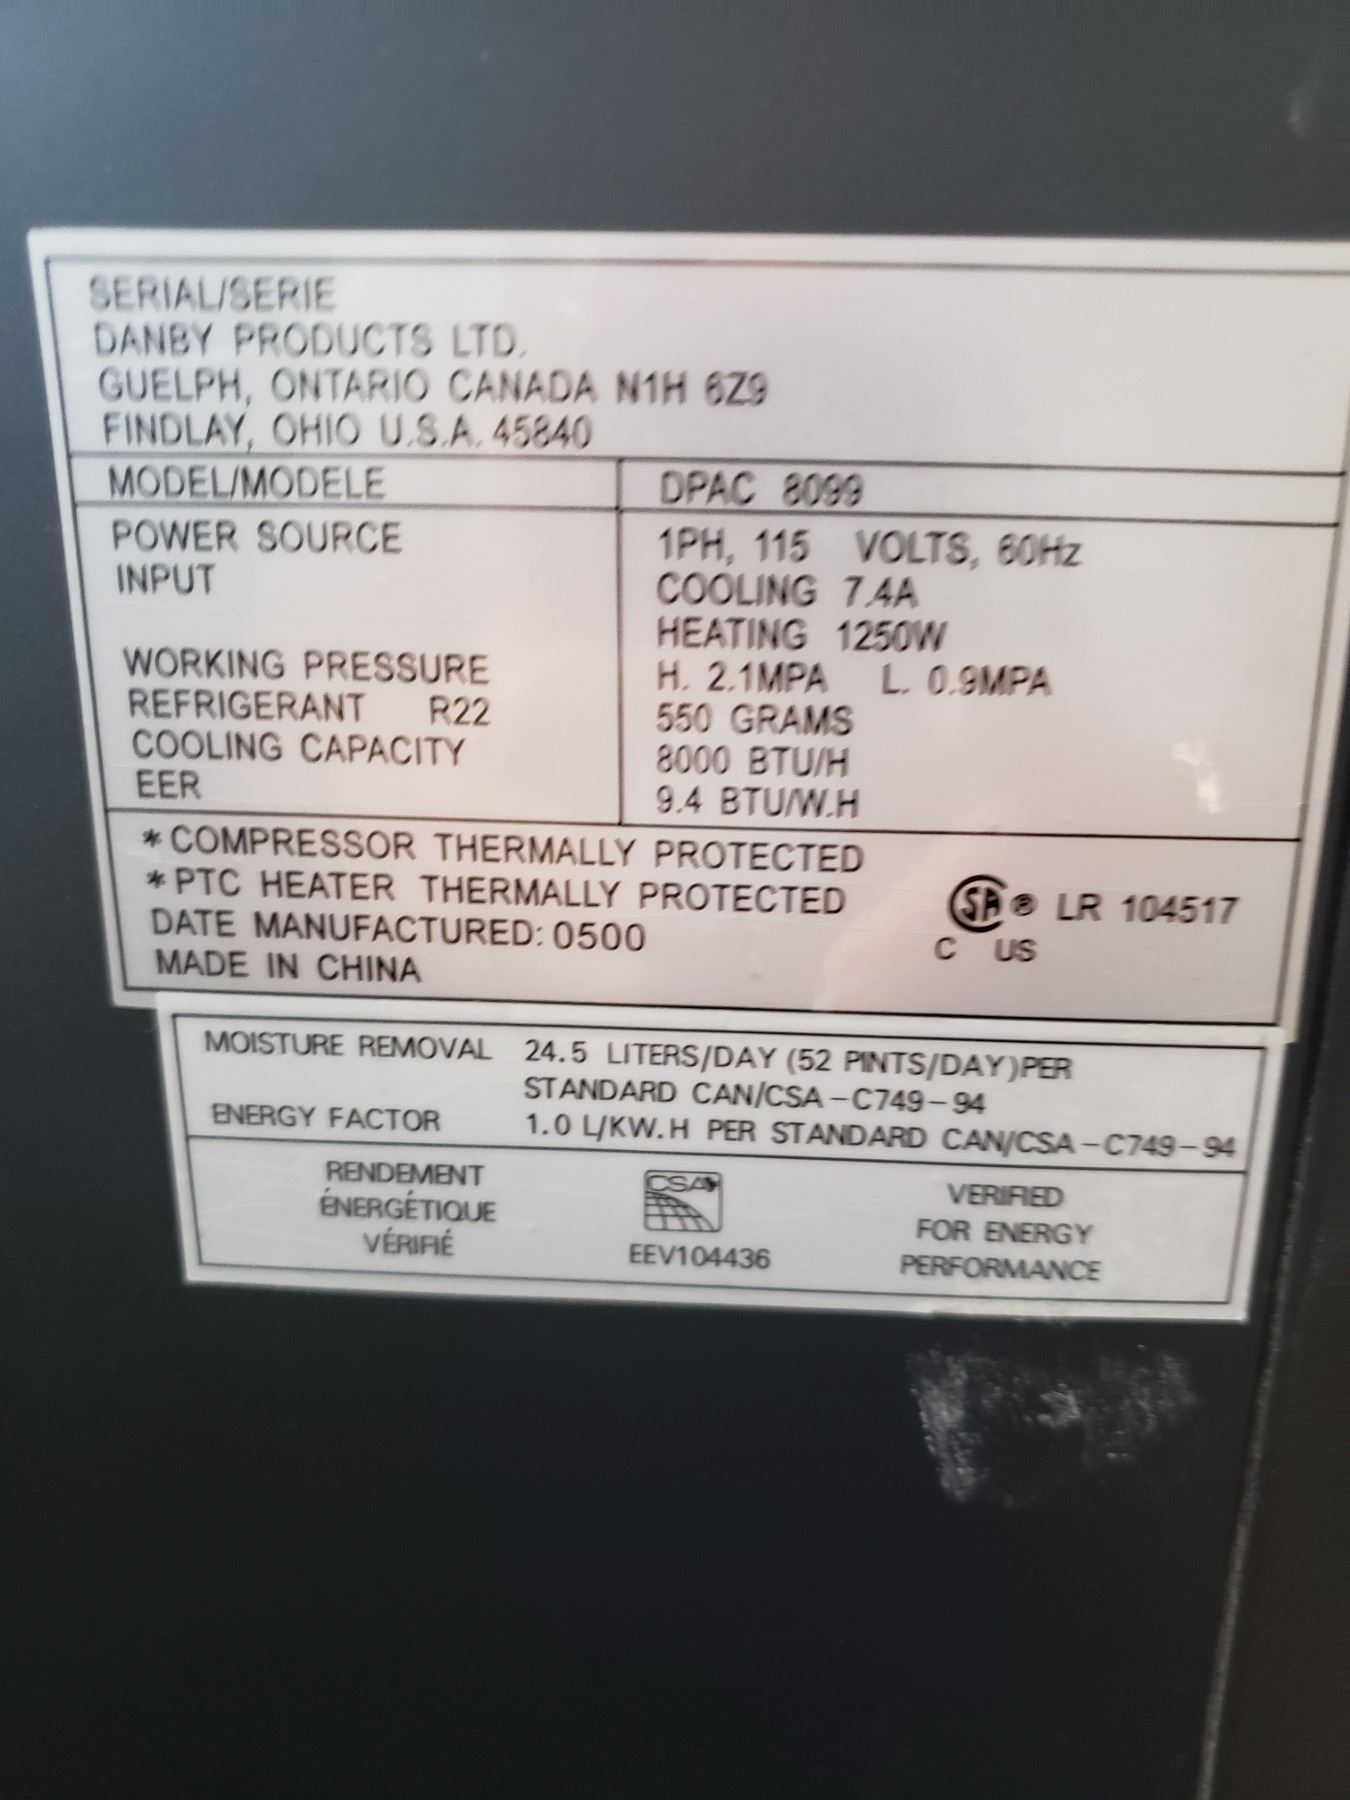 SERIAL/SERIE
DANBY PRODUCTS LTD.
GUELPH, ONTARIO CANADA N1H 6Z9
FINDLAY, OHIO U.S.A. 45840
MODEL/MODELE DPAC 8099
POWER SOURCE 1PH, 115 VOLTS, 60Hz
INPUT COOLING 7.4A
HEATING 1250W
WORKING PRESSURE H. 2.1MPA L. 0.9MPA
REFRIGERANT R22 550 GRAMS
COOLING CAPACITY 8000 BTU/H
EER 9.4 BTU/W.H
*COMPRESSOR THERMALLY PROTECTED
*PTC HEATER THERMALLY PROTECTED
DATE MANUFACTURED: 0500
MADE IN CHINA
SA ® LR 104517
C US
MOISTURE REMOVAL 24.5 LITERS/DAY (52 PINTS/DAY)PER
STANDARD CAN/CSA-C749-94
ENERGY FACTOR 1.0 L/KW.H PER STANDARD CAN/CSA-C749-94
RENDEMENT
ÉNERGÉTIQUE
VÉRIFIÉ
CSA
EEV104436
VERIFIED
FOR ENERGY
PERFORMANCE